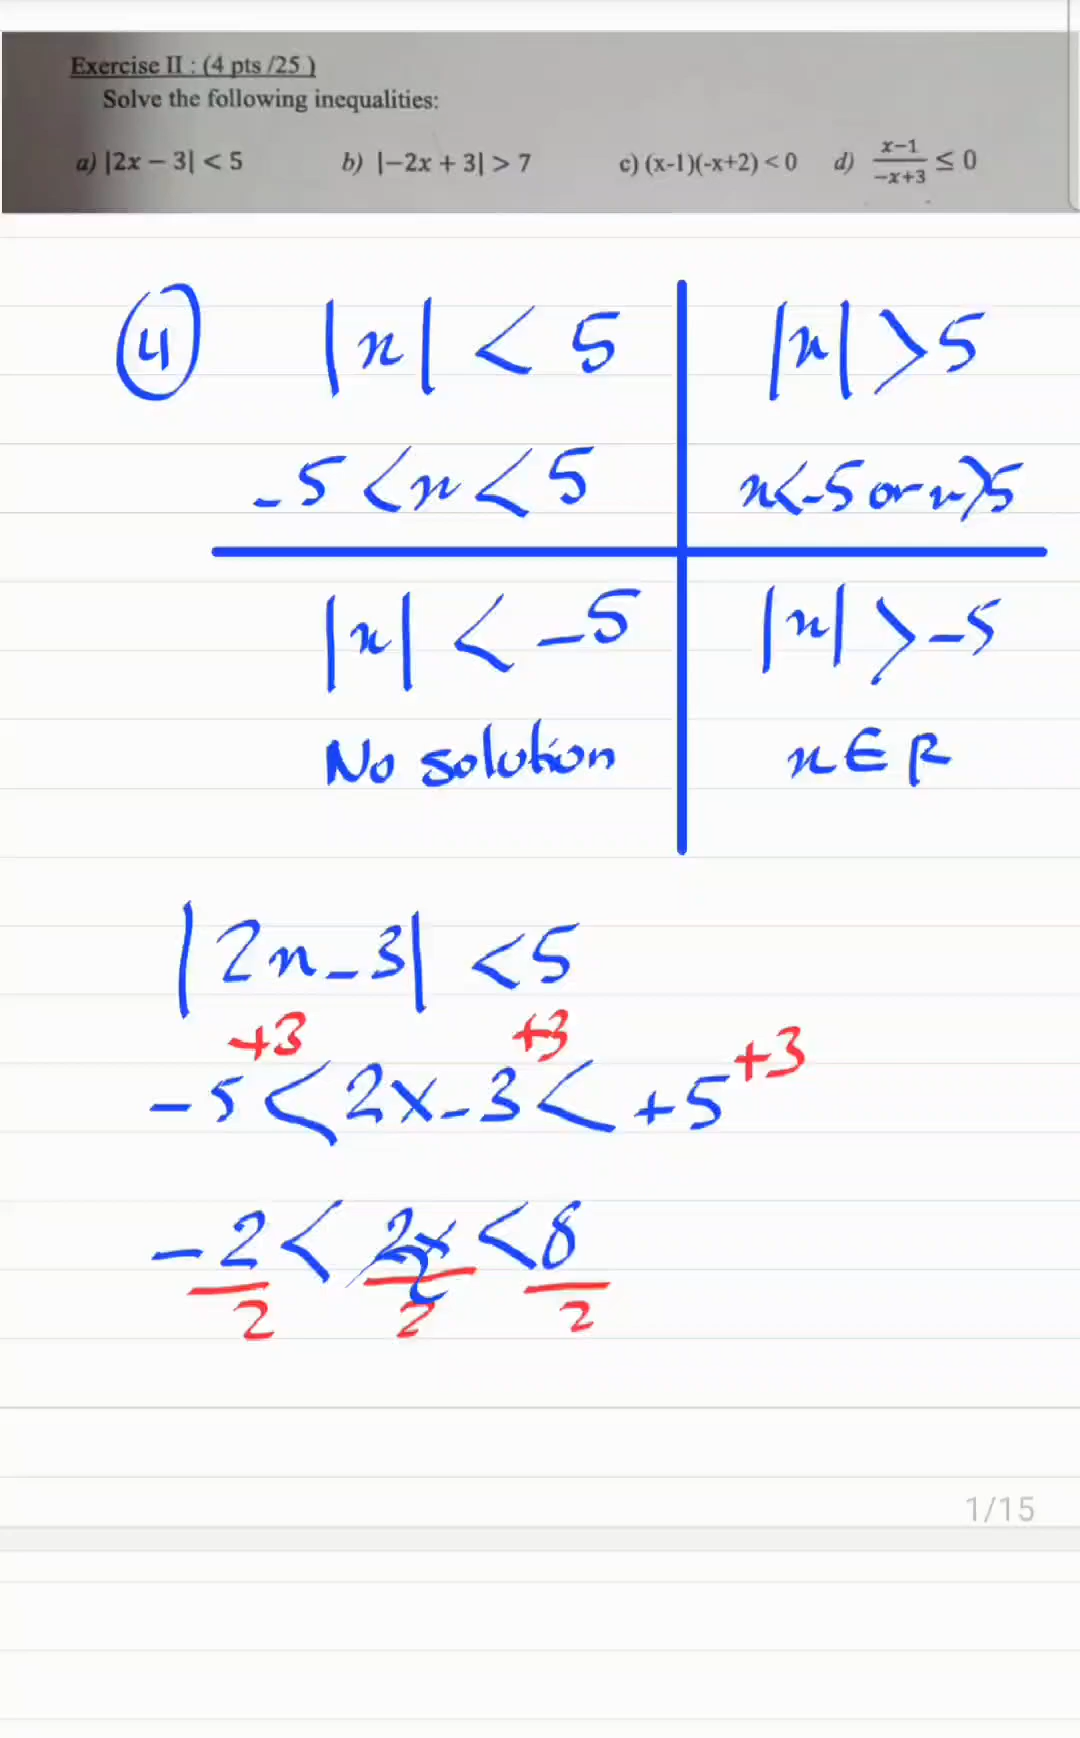 Exercise II : (4 pts /25 )
Solve the following inequalities:
a) |2x − 3| < 5 b) |−2x + 3| > 7 c) (x-1)(-x+2) < 0 d) x−1/−x+3 ≤ 0
4 |x| < 5 |x| > 5
-5 < x < 5 x<-5 or x>5
|x| < -5 |x| > -5
No solution x ∈ R
|2x-3| < 5
+3 +3 +3
-5 < 2x-3 < +5
-2 < 2x < 8
2 2 2
1/15